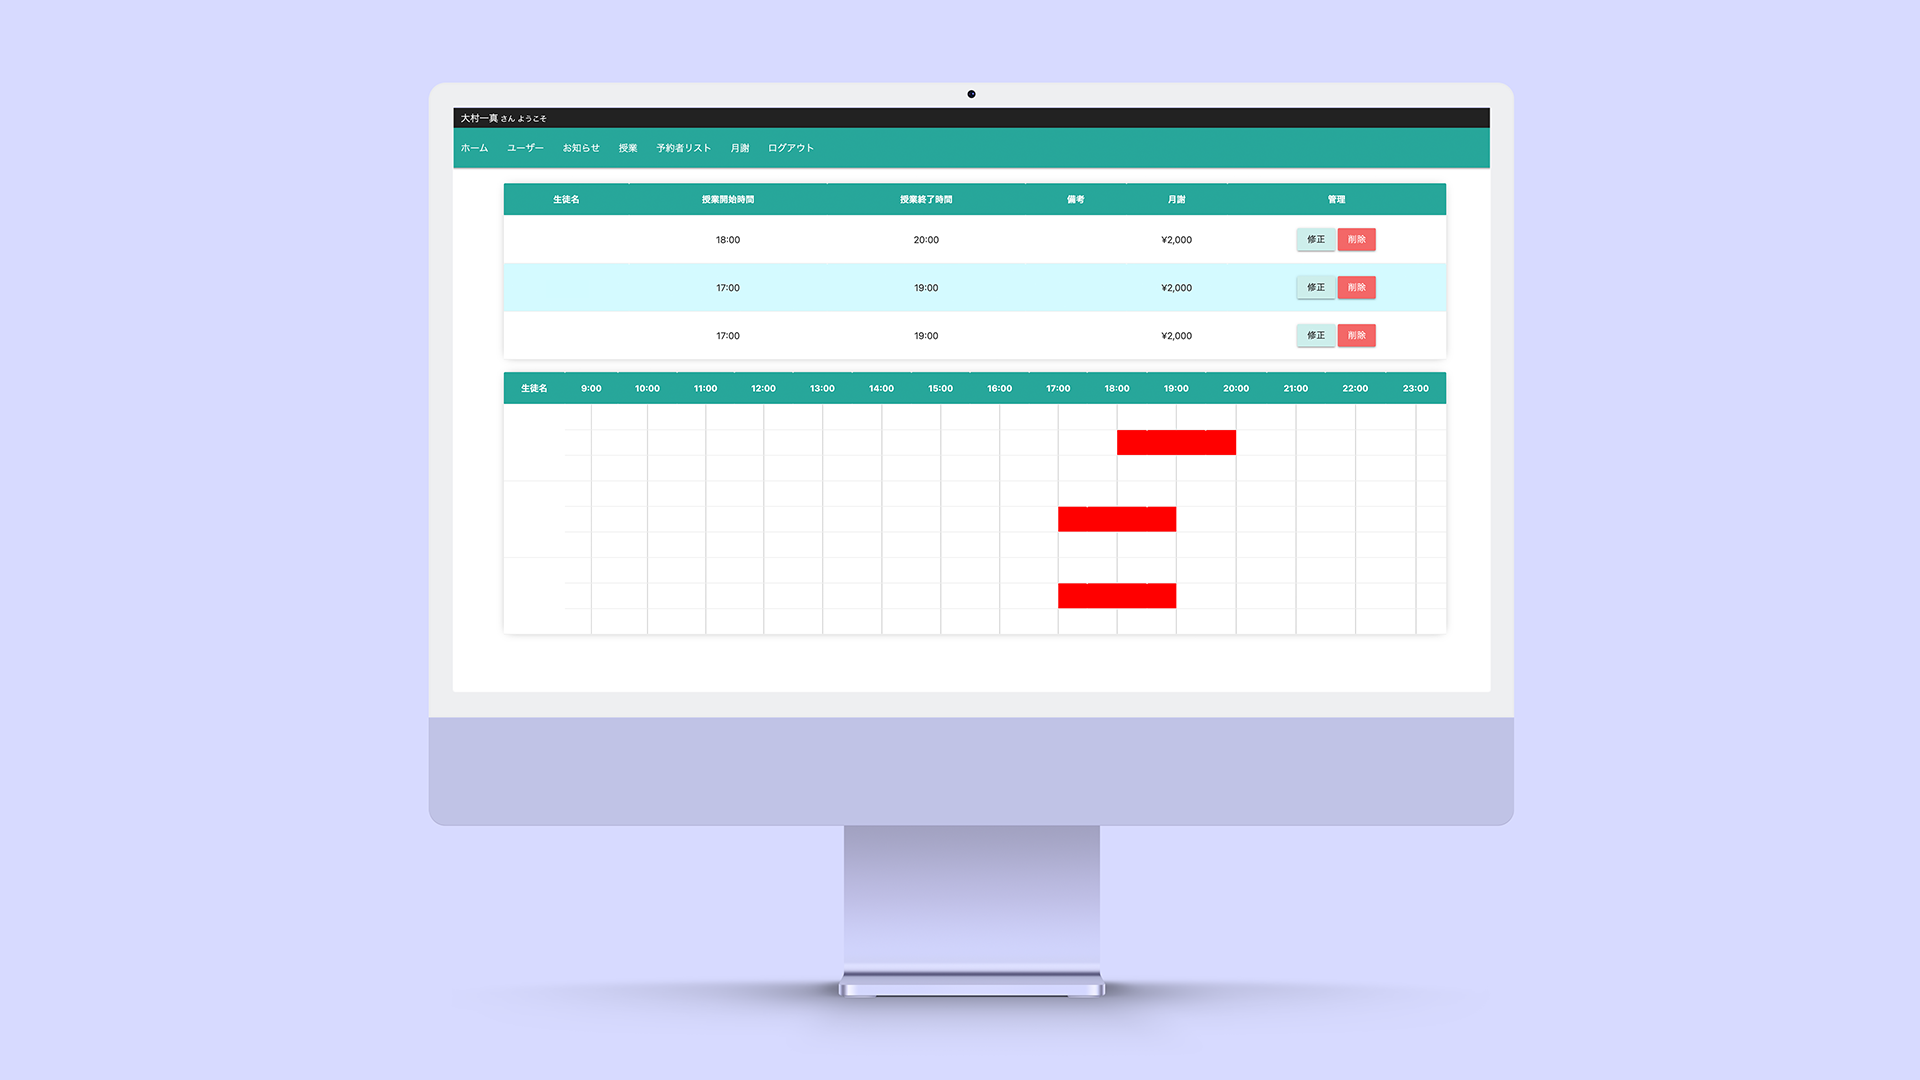 大村一真 さん ようこそ
ホーム ユーザー お知らせ 授業 予約者リスト 月謝 ログアウト
生徒名 授業開始時間 授業終了時間 備考 月謝 管理
18:00 20:00 ¥2,000 修正 削除
17:00 19:00 ¥2,000 修正 削除
17:00 19:00 ¥2,000 修正 削除
生徒名 9:00 10:00 11:00 12:00 13:00 14:00 15:00 16:00 17:00 18:00 19:00 20:00 21:00 22:00 23:00